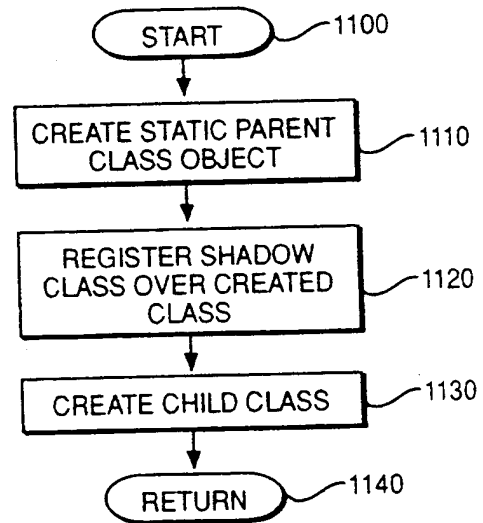 START
1100
CREATE STATIC PARENT
CLASS OBJECT
1110
REGISTER SHADOW
CLASS OVER CREATED
CLASS
1120
CREATE CHILD CLASS
1130
RETURN
1140